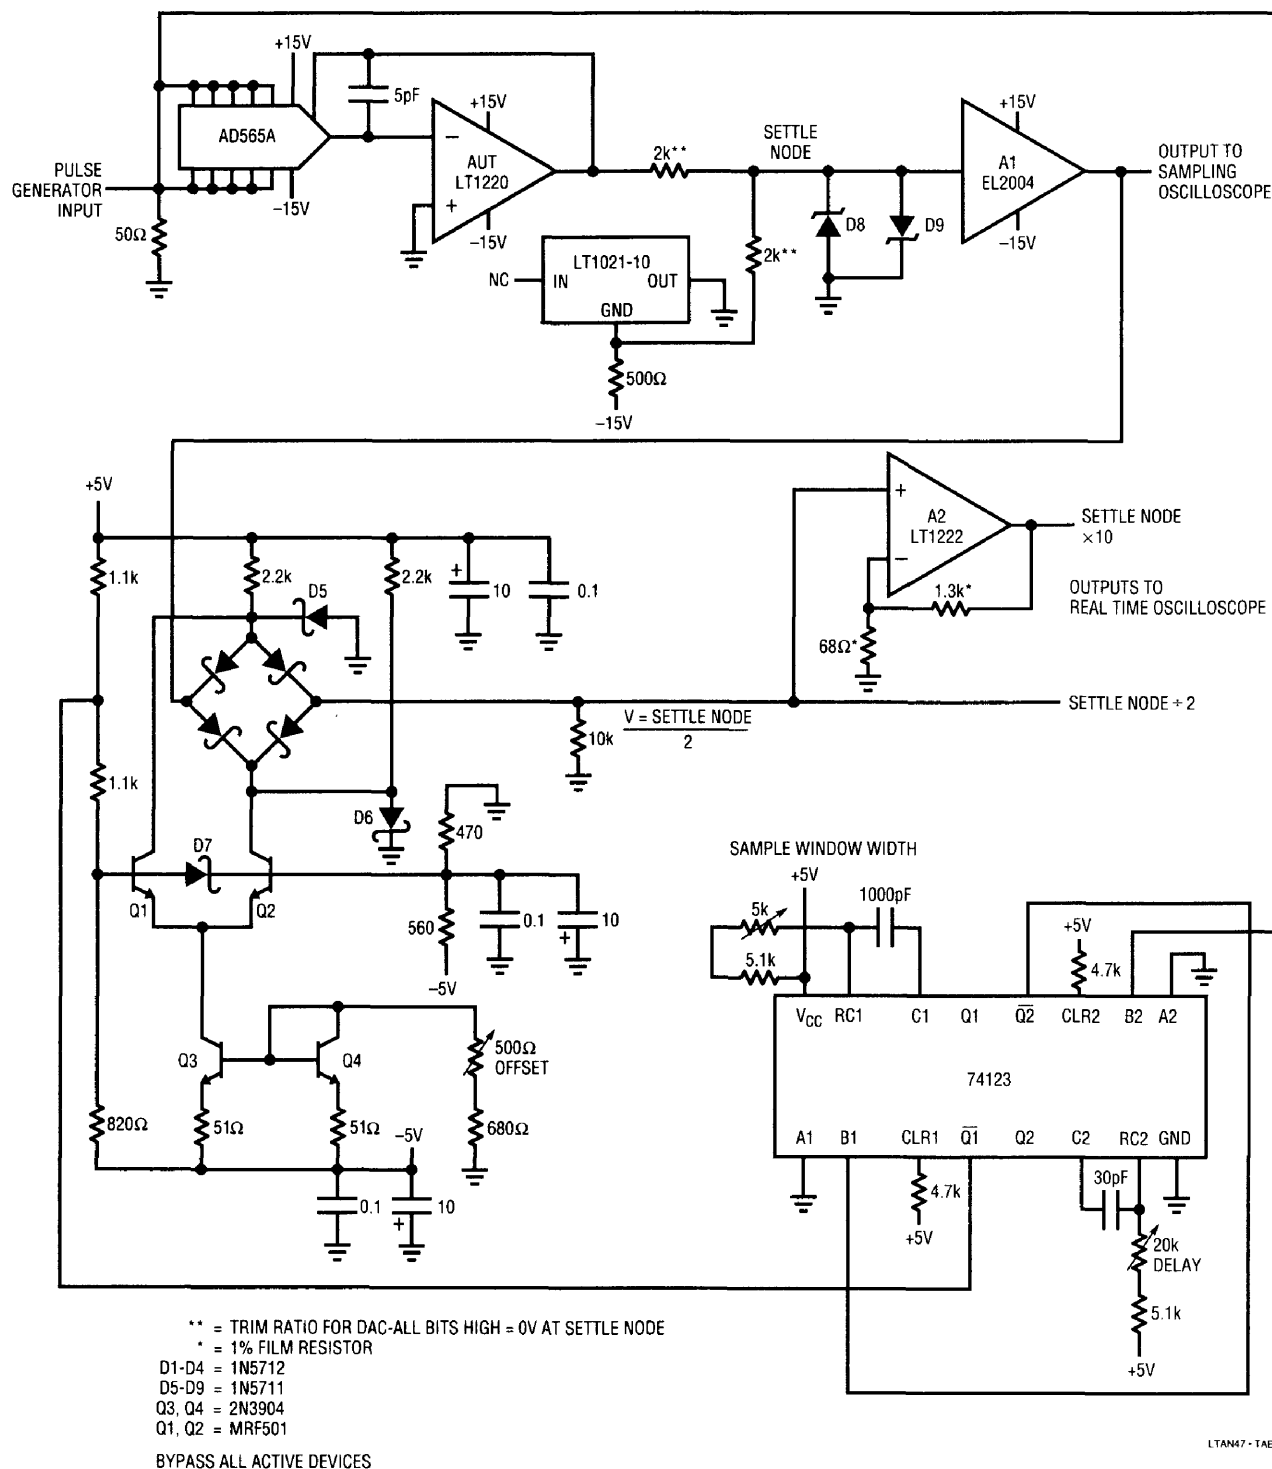 +15V
5pF
AD565A
PULSE
GENERATOR
INPUT
–15V
50Ω
+15V
–
AUT
LT1220
+
–15V
2k**
SETTLE
NODE
2k**
D8
D9
+15V
A1
EL2004
–15V
OUTPUT TO
SAMPLING
OSCILLOSCOPE
NC
LT1021-10
IN
OUT
GND
500Ω
–15V
+5V
1.1k
2.2k
D5
2.2k
+
10
0.1
+
A2
LT1222
–
SETTLE NODE
×10
1.3k*
OUTPUTS TO
REAL TIME OSCILLOSCOPE
68Ω*
V = SETTLE NODE
2
10k
SETTLE NODE ÷ 2
1.1k
D6
470
D7
Q1
Q2
560
–5V
0.1
10
+
SAMPLE WINDOW WIDTH
+5V
1000pF
5k
5.1k
+5V
4.7k
VCC
RC1
C1
Q1
Q2
CLR2
B2
A2
74123
A1
B1
CLR1
Q1
Q2
C2
RC2
GND
4.7k
+5V
30pF
20k
DELAY
5.1k
+5V
Q3
Q4
500Ω
OFFSET
820Ω
51Ω
51Ω
–5V
680Ω
0.1
10
+
** = TRIM RATIO FOR DAC-ALL BITS HIGH = 0V AT SETTLE NODE
* = 1% FILM RESISTOR
D1-D4 = 1N5712
D5-D9 = 1N5711
Q3, Q4 = 2N3904
Q1, Q2 = MRF501
BYPASS ALL ACTIVE DEVICES
LTAN47 • TAE